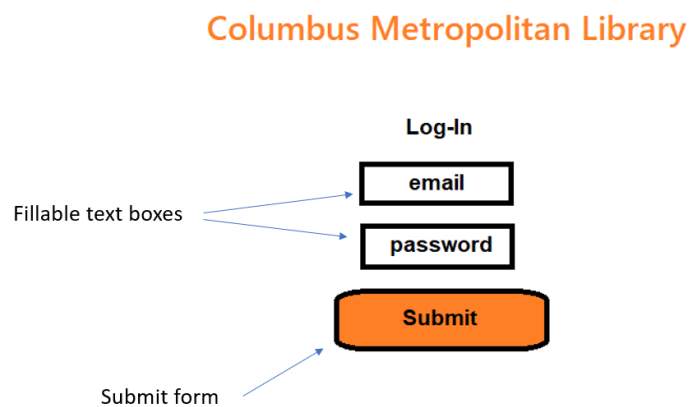 Columbus Metropolitan Library
Log-In
email
Fillable text boxes
password
Submit
Submit form